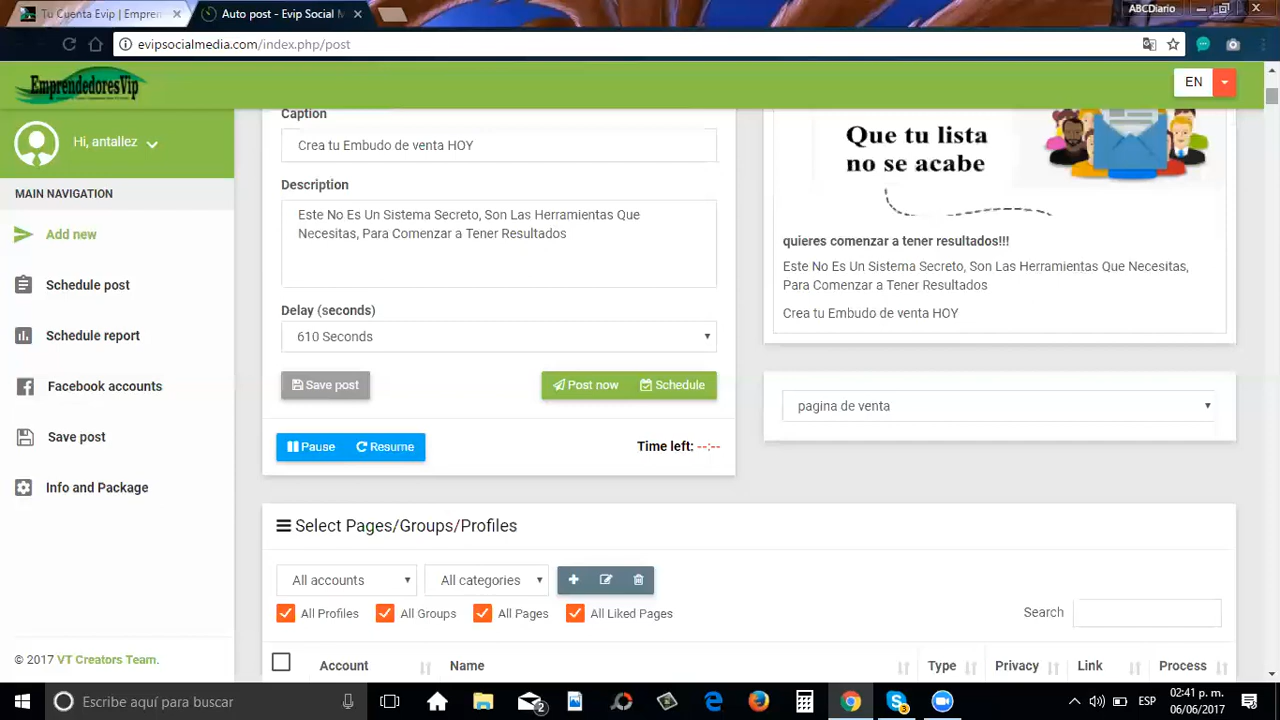 Tu Cuenta Evip | Empren
Auto post - Evip Social M
ABCDiario
evipsocialmedia.com/index.php/post
EmprendedoresVip
EN
Hi, antallez
MAIN NAVIGATION
Add new
Schedule post
Schedule report
Facebook accounts
Save post
Info and Package
© 2017 VT Creators Team.
Caption
Crea tu Embudo de venta HOY
Description
Este No Es Un Sistema Secreto, Son Las Herramientas Que
Necesitas, Para Comenzar a Tener Resultados
Delay (seconds)
610 Seconds
Save post
Post now
Schedule
Pause
Resume
Time left: --:--
Que tu lista
no se acabe
quieres comenzar a tener resultados!!!
Este No Es Un Sistema Secreto, Son Las Herramientas Que Necesitas,
Para Comenzar a Tener Resultados
Crea tu Embudo de venta HOY
pagina de venta
Select Pages/Groups/Profiles
All accounts
All categories
All Profiles
All Groups
All Pages
All Liked Pages
Search
Account
Name
Type
Privacy
Link
Process
Escribe aquí para buscar
2
3
ESP
02:41 p. m.
06/06/2017